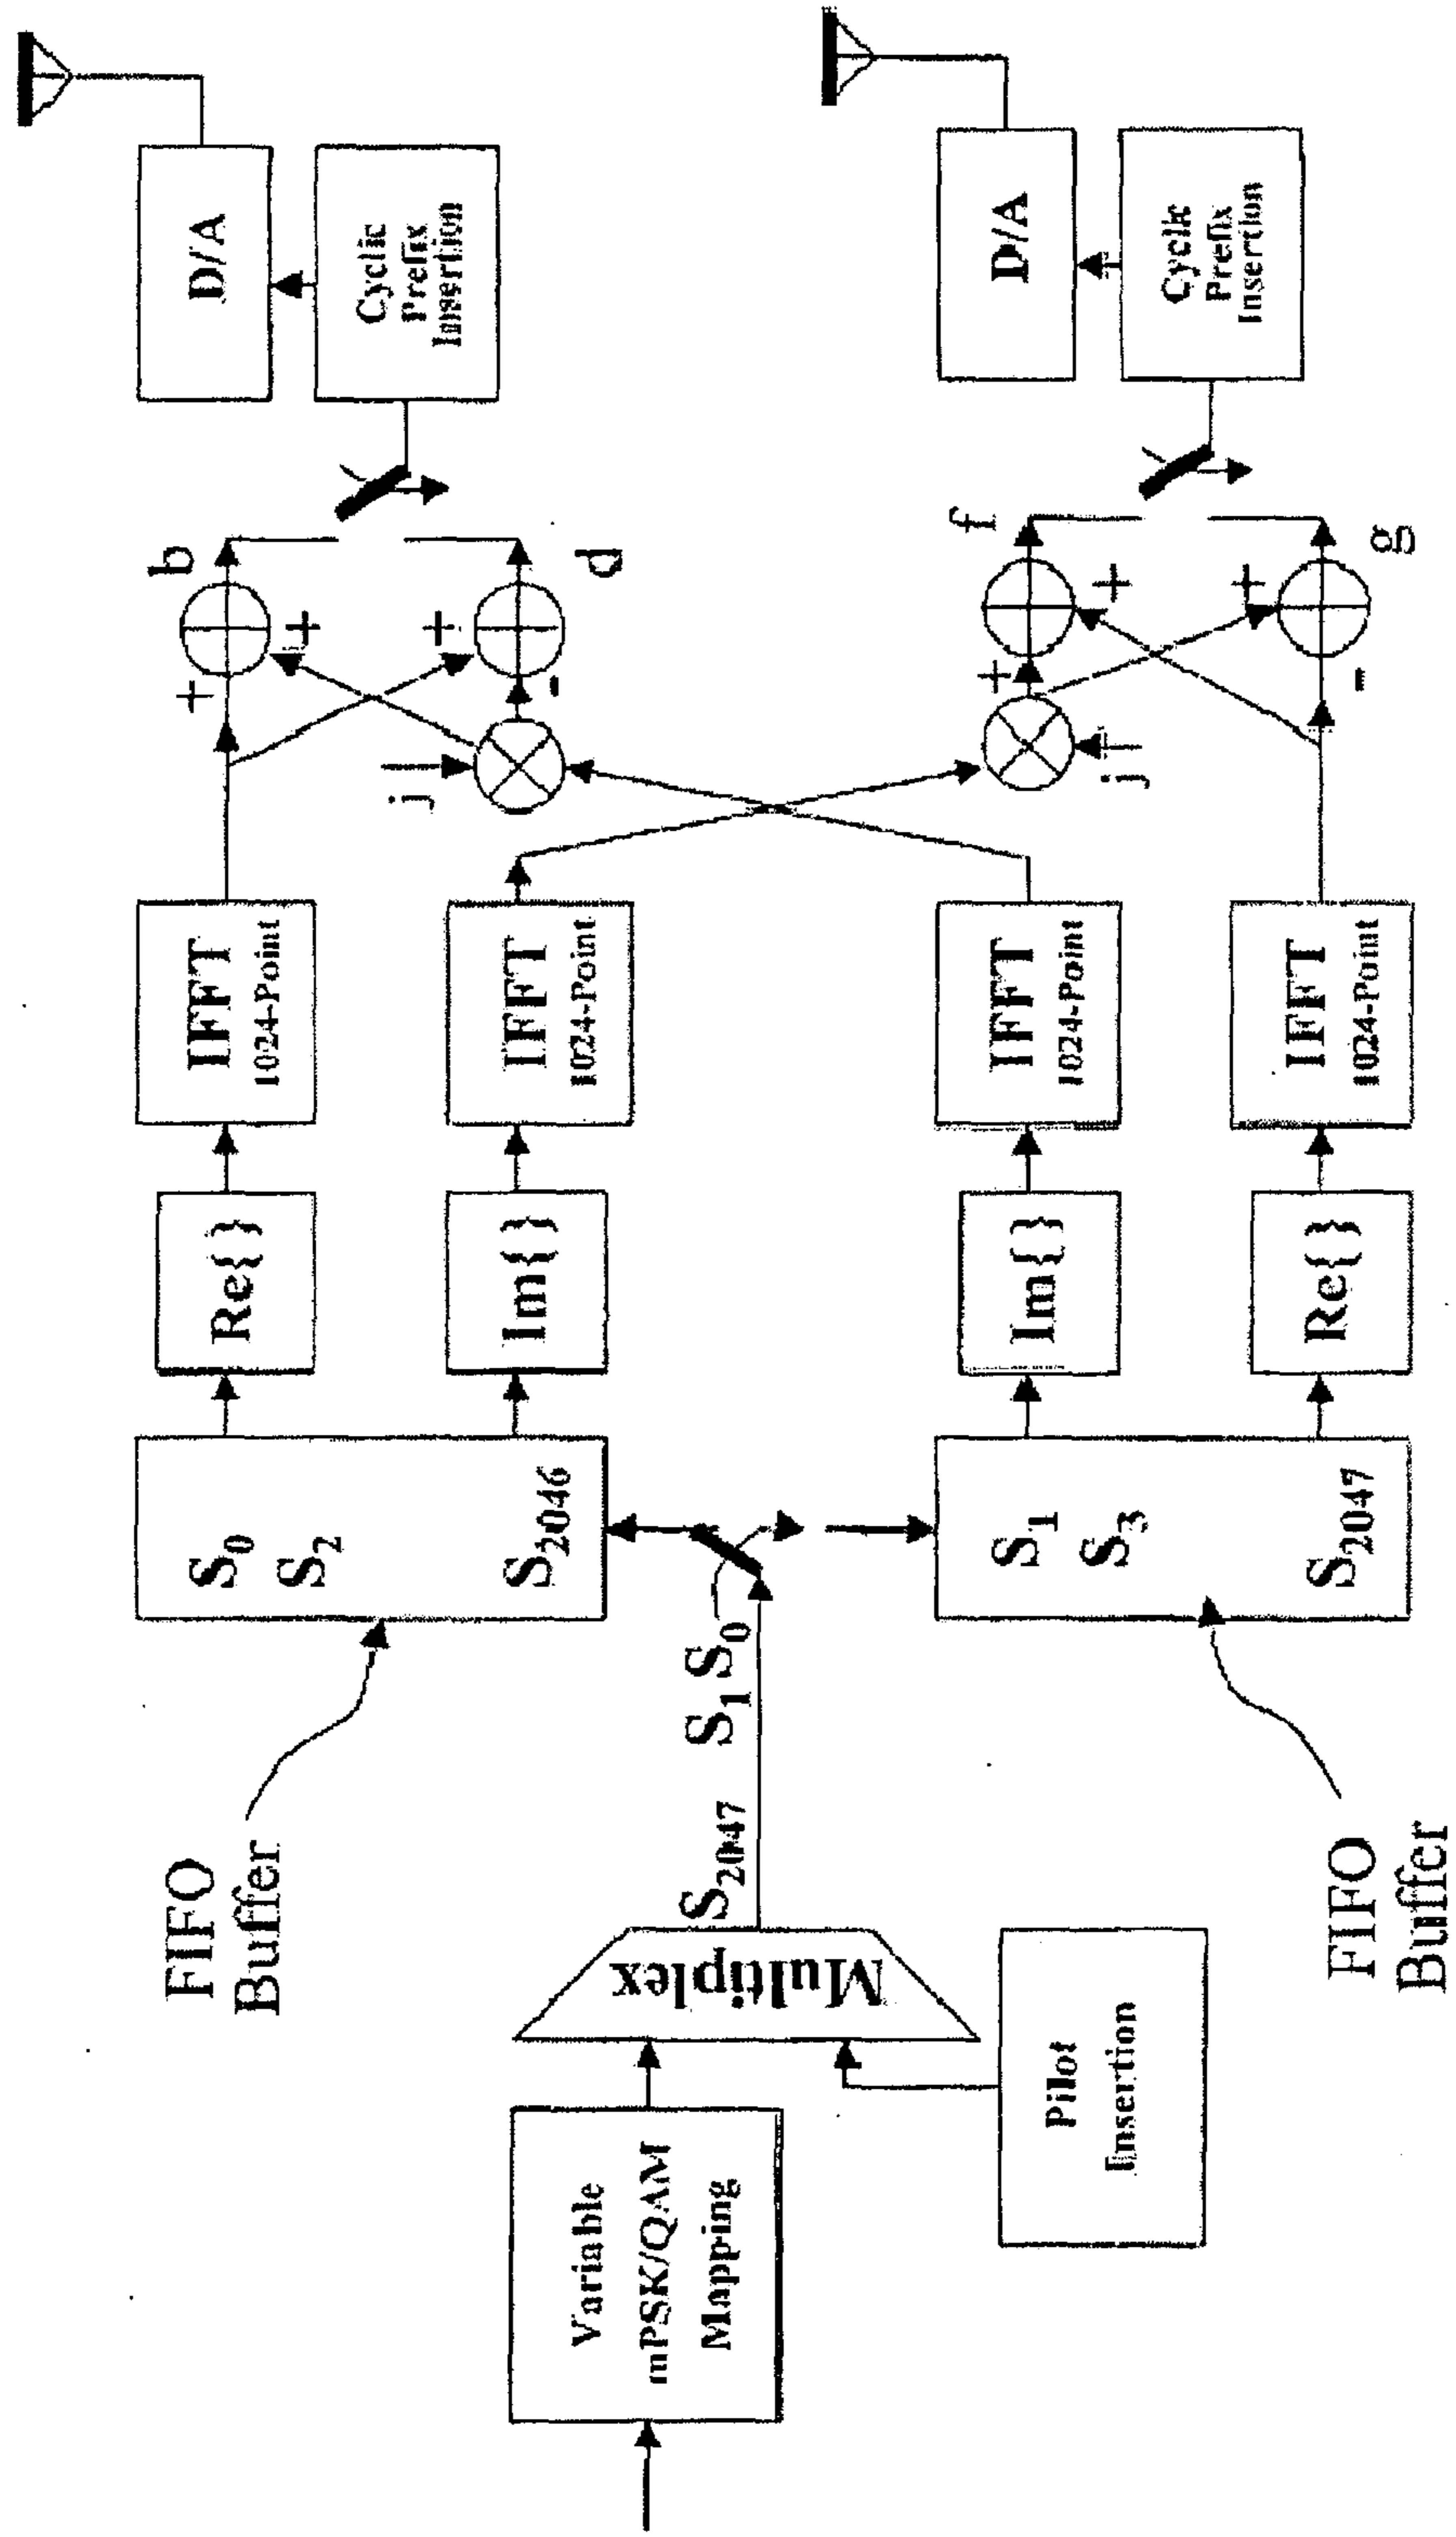 Variable
mPSK/QAM
Mapping
Pilot
Insertion
Multiplex
S2047 S1 S0
FIFO
Buffer
S0
S2
S2046
FIFO
Buffer
S1
S3
S2047
Re{}
Im{}
Im{}
Re{}
IFFT
1024-Point
IFFT
1024-Point
IFFT
1024-Point
IFFT
1024-Point
j
j
+
+
+
-
b
d
+
+
+
-
f
g
Cyclic
Prefix
Insertion
D/A
Cyclic
Prefix
Insertion
D/A